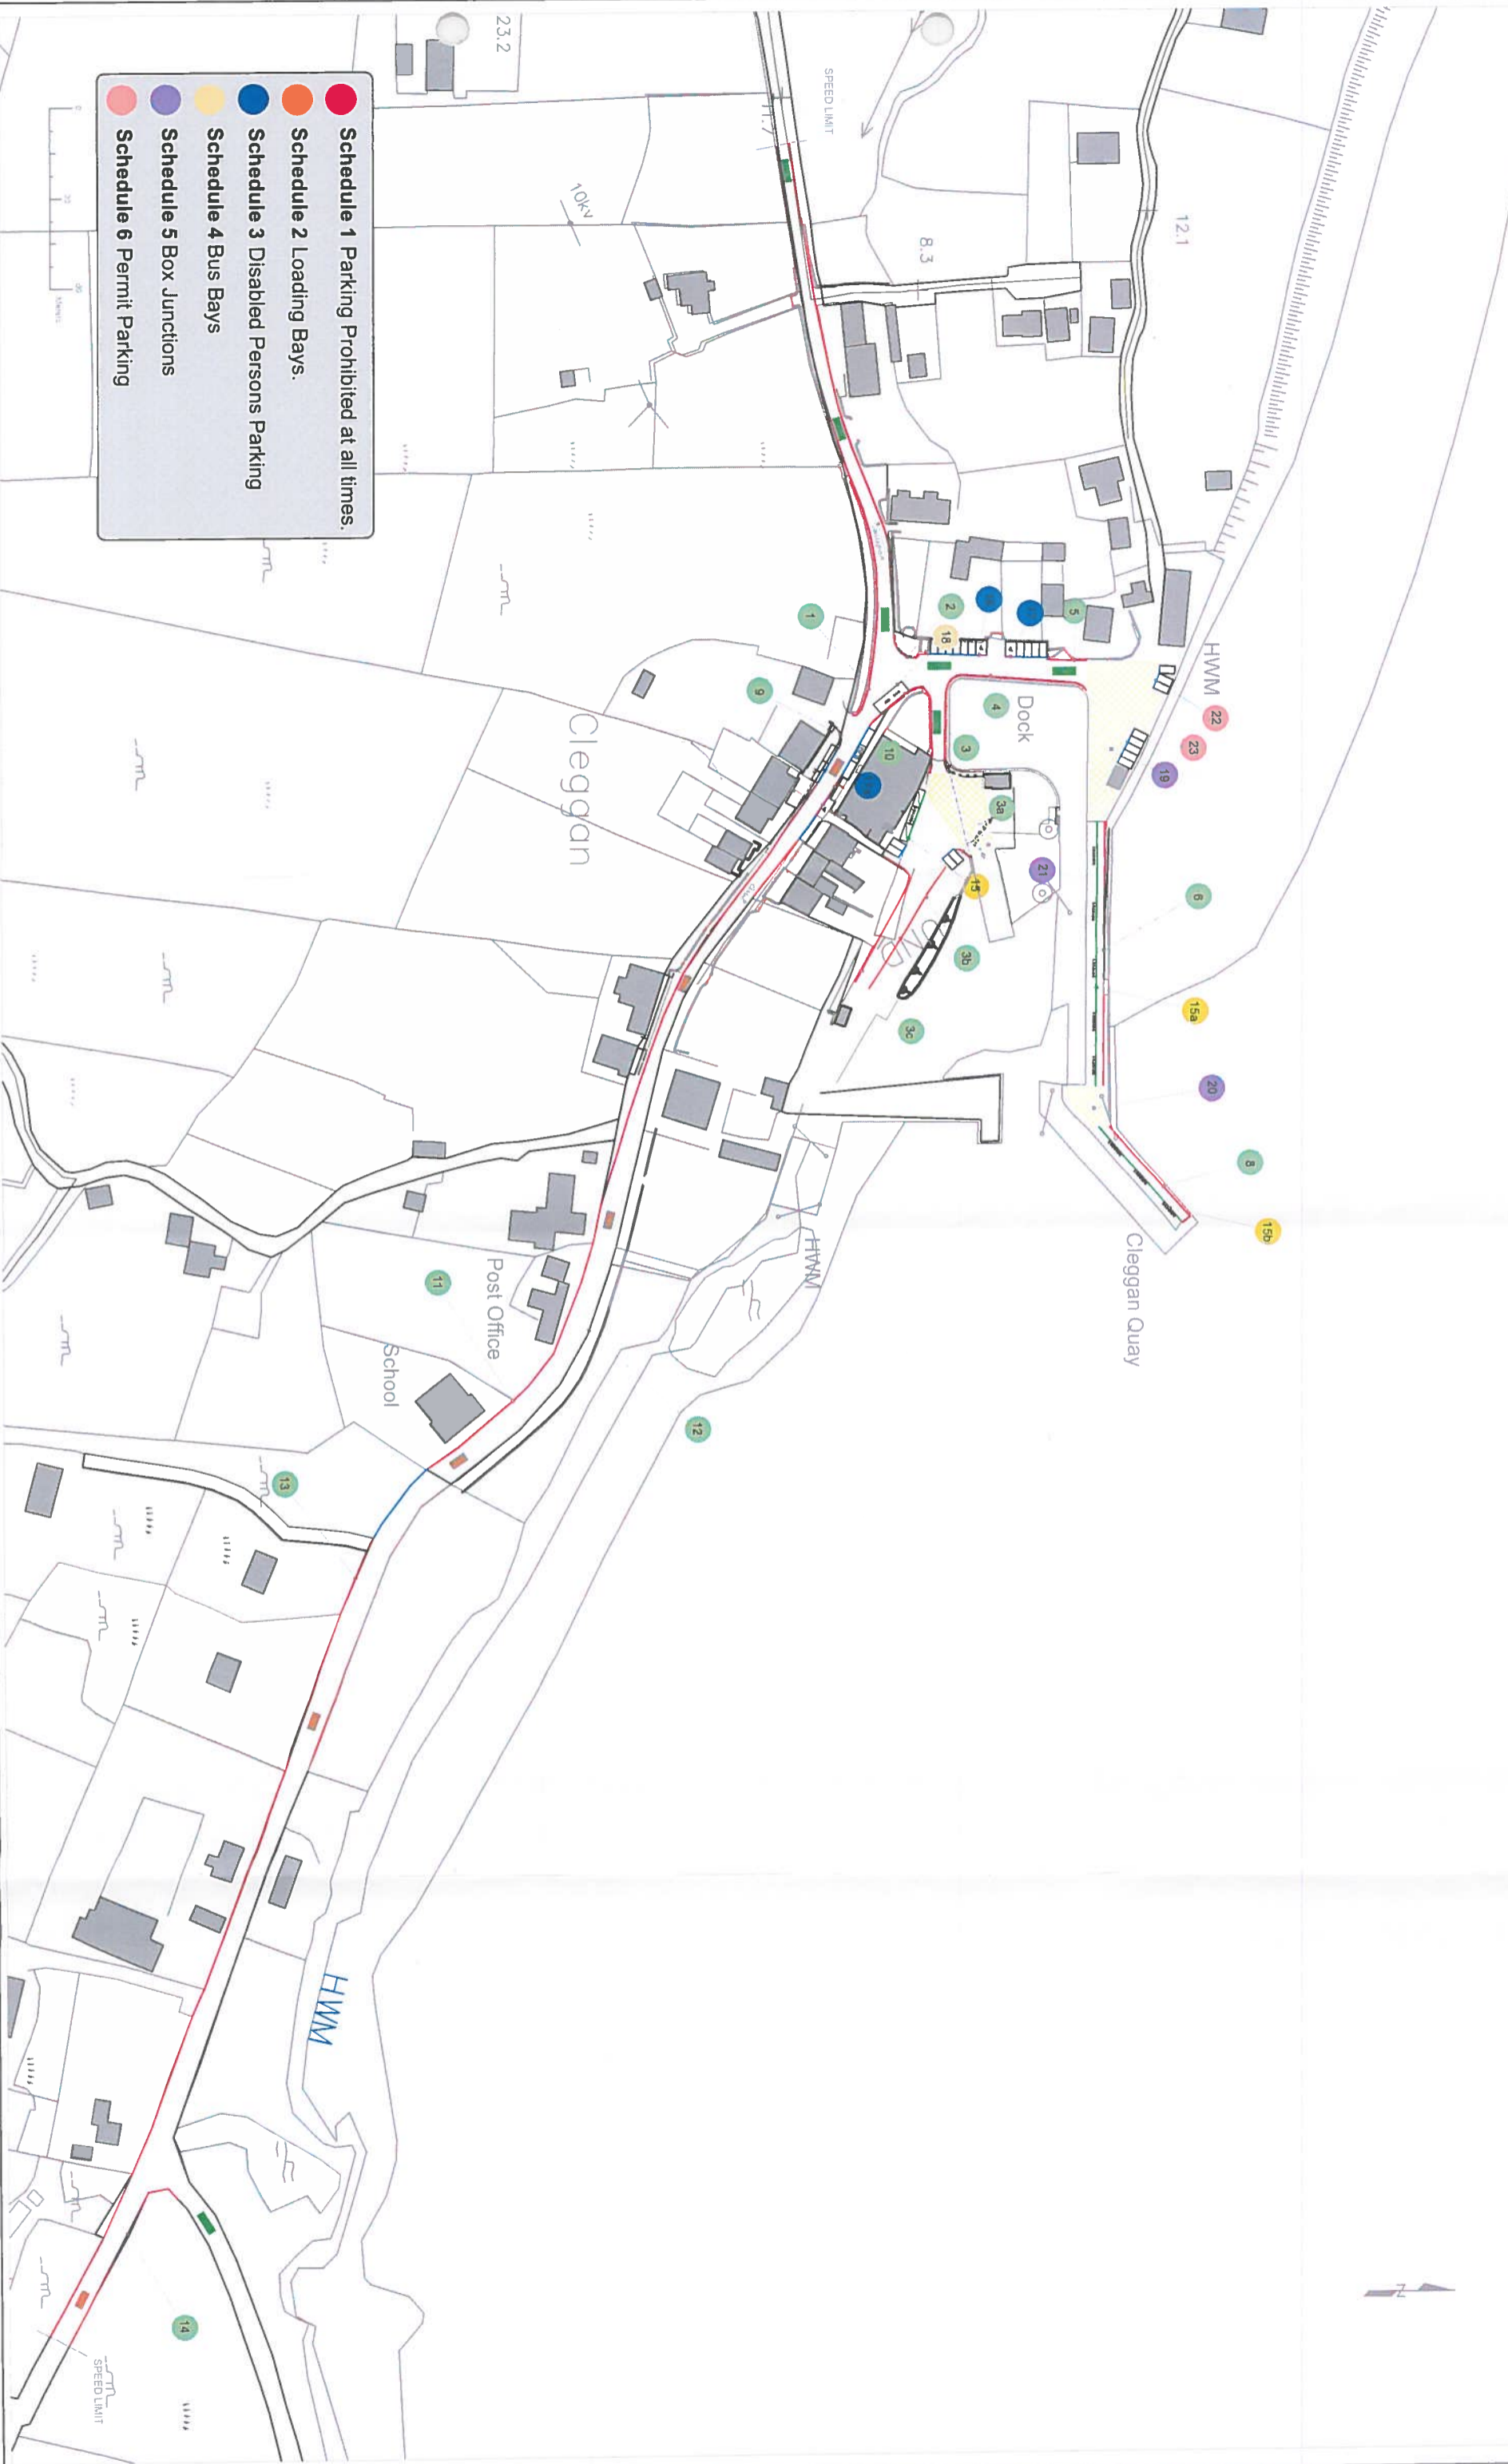 Schedule 1 Parking Prohibited at all times.
Schedule 2 Loading Bays.
Schedule 3 Disabled Persons Parking
Schedule 4 Bus Bays
Schedule 5 Box Junctions
Schedule 6 Permit Parking
23.2
SPEED LIMIT
12.1
8.3
10kv
HWM
22
23
19
Dock
5
2
18
4
3
3a
21
1
9
10
15
3b
3c
6
15a
20
8
15b
Cleggan
Cleggan Quay
HWM
12
Post Office
11
School
13
HWM
14
SPEED LIMIT
N